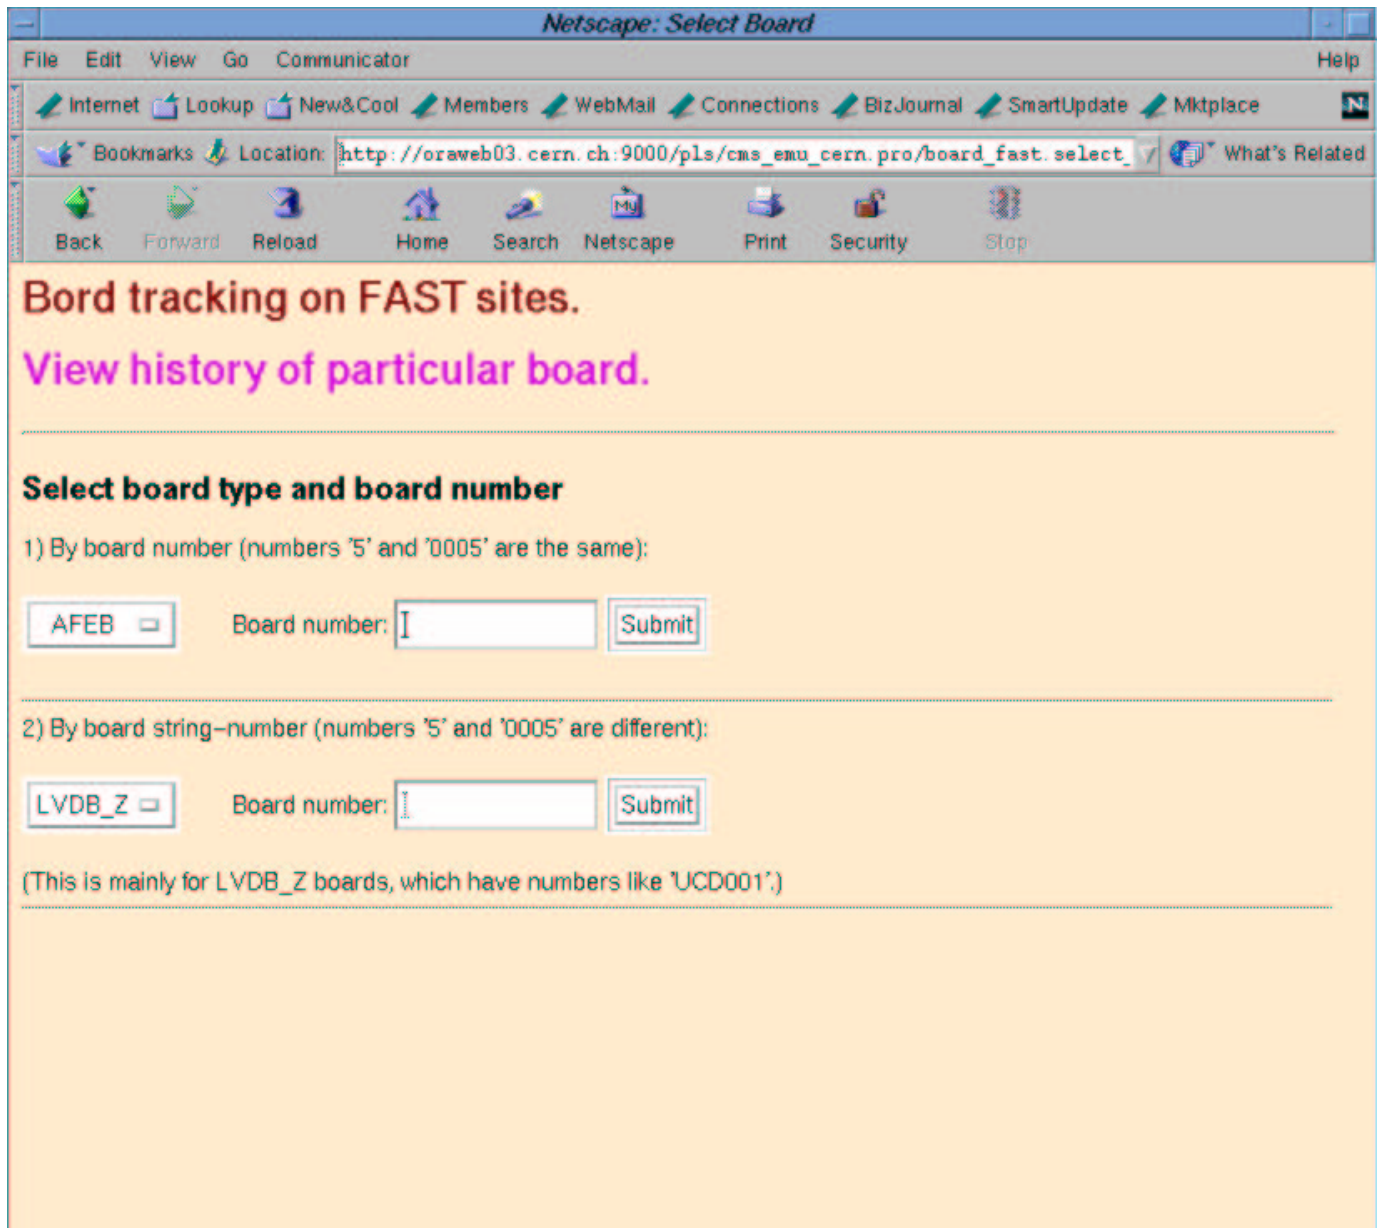 Netscape: Select Board
File Edit View Go Communicator Help
Internet Lookup New&Cool Members WebMail Connections BizJournal SmartUpdate Mktplace N
Bookmarks Location: http://oraweb03.cern.ch:9000/pls/cms_emu_cern.pro/board_fast.select_ What's Related
My
Back Forward Reload Home Search Netscape Print Security Stop
Bord tracking on FAST sites.
View history of particular board.
Select board type and board number
1) By board number (numbers '5' and '0005' are the same):
AFEB Board number: Submit
2) By board string-number (numbers '5' and '0005' are different):
LVDB_Z Board number: Submit
(This is mainly for LVDB_Z boards, which have numbers like 'UCD001'.)